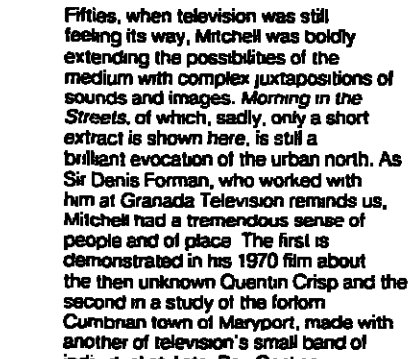 Fifties, when television was still
feeling its way, Mitchell was boldly
extending the possibilities of the
medium with complex juxtapositions of
sounds and images. Morning in the
Streets, of which, sadly, only a short
extract is shown here, is still a
brilliant evocation of the urban north. As
Sir Denis Forman, who worked with
him at Granada Television reminds us,
Mitchell had a tremendous sense of
people and of place The first is
demonstrated in his 1970 film about
the then unknown Quentin Crisp and the
second in a study of the forlorn
Cumbrian town of Maryport, made with
another of television's small band of